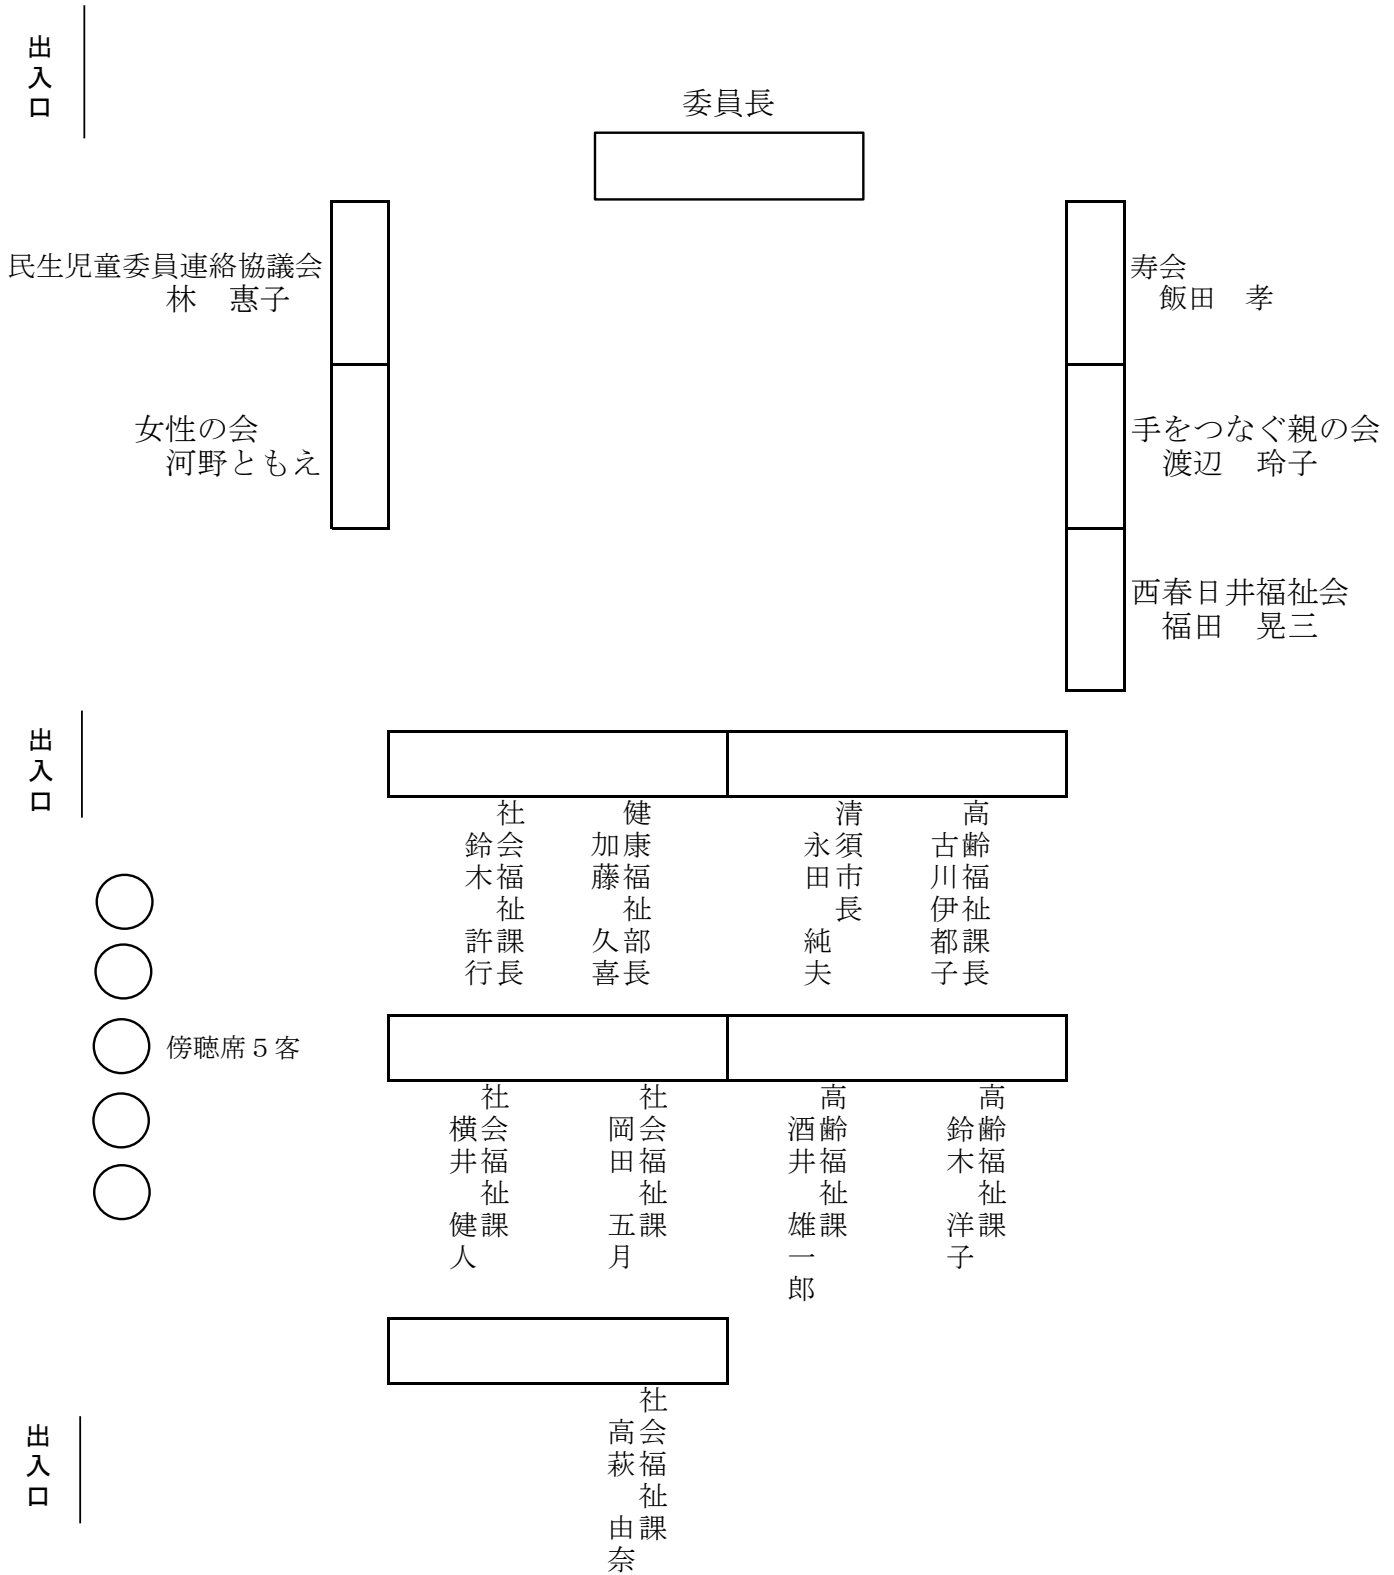 出入口
委員長
民生児童委員連絡協議会
林　惠子
寿会
飯田　孝
女性の会
河野ともえ
手をつなぐ親の会
渡辺　玲子
西春日井福祉会
福田　晃三
出入口
社会福祉課長
鈴木　許行
健康福祉部長
加藤　久喜
清須市長
永田　純夫
高齢福祉課長
古川伊都子
傍聴席５客
社会福祉課
横井　健人
社会福祉課
岡田　五月
高齢福祉課
酒井　雄一郎
高齢福祉課
鈴木　洋子
出入口
社会福祉課
高萩　由奈